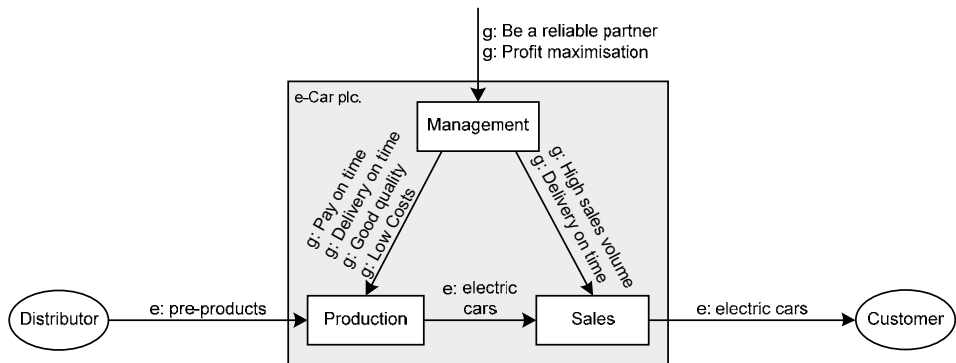 g: Be a reliable partner
g: Profit maximisation
e-Car plc.
Management
g: Pay on time
g: Delivery on time
g: Good quality
g: Low Costs
g: High sales volume
g: Delivery on time
Distributor
e: pre-products
Production
e: electric
cars
Sales
e: electric cars
Customer